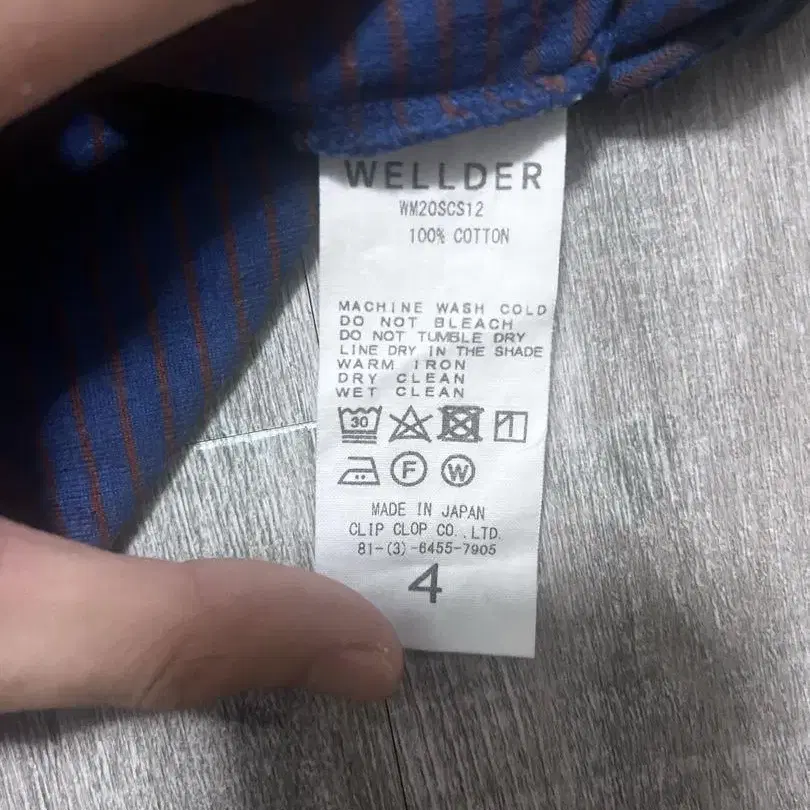 WELLDER
WM20SCS12
100% COTTON
MACHINE WASH COLD
DO NOT BLEACH
DO NOT TUMBLE DRY
LINE DRY IN THE SHADE
WARM IRON
DRY CLEAN
WET CLEAN
30
F W
MADE IN JAPAN
CLIP CLOP CO.,LTD.
81-(3)-6455-7905
4